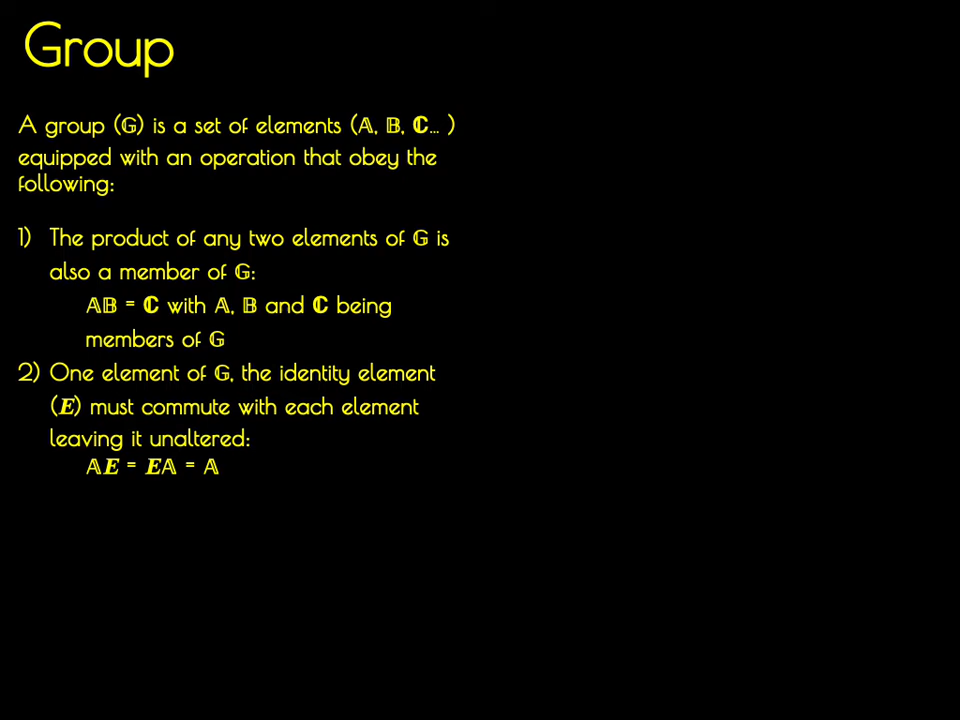 Group
A group (𝔾) is a set of elements (𝔸, 𝔹, ℂ… )
equipped with an operation that obey the
following:
1) The product of any two elements of 𝔾 is
also a member of 𝔾:
𝔸𝔹 = ℂ with 𝔸, 𝔹 and ℂ being
members of 𝔾
2) One element of 𝔾, the identity element
(𝑬) must commute with each element
leaving it unaltered:
𝔸𝑬 = 𝑬𝔸 = 𝔸